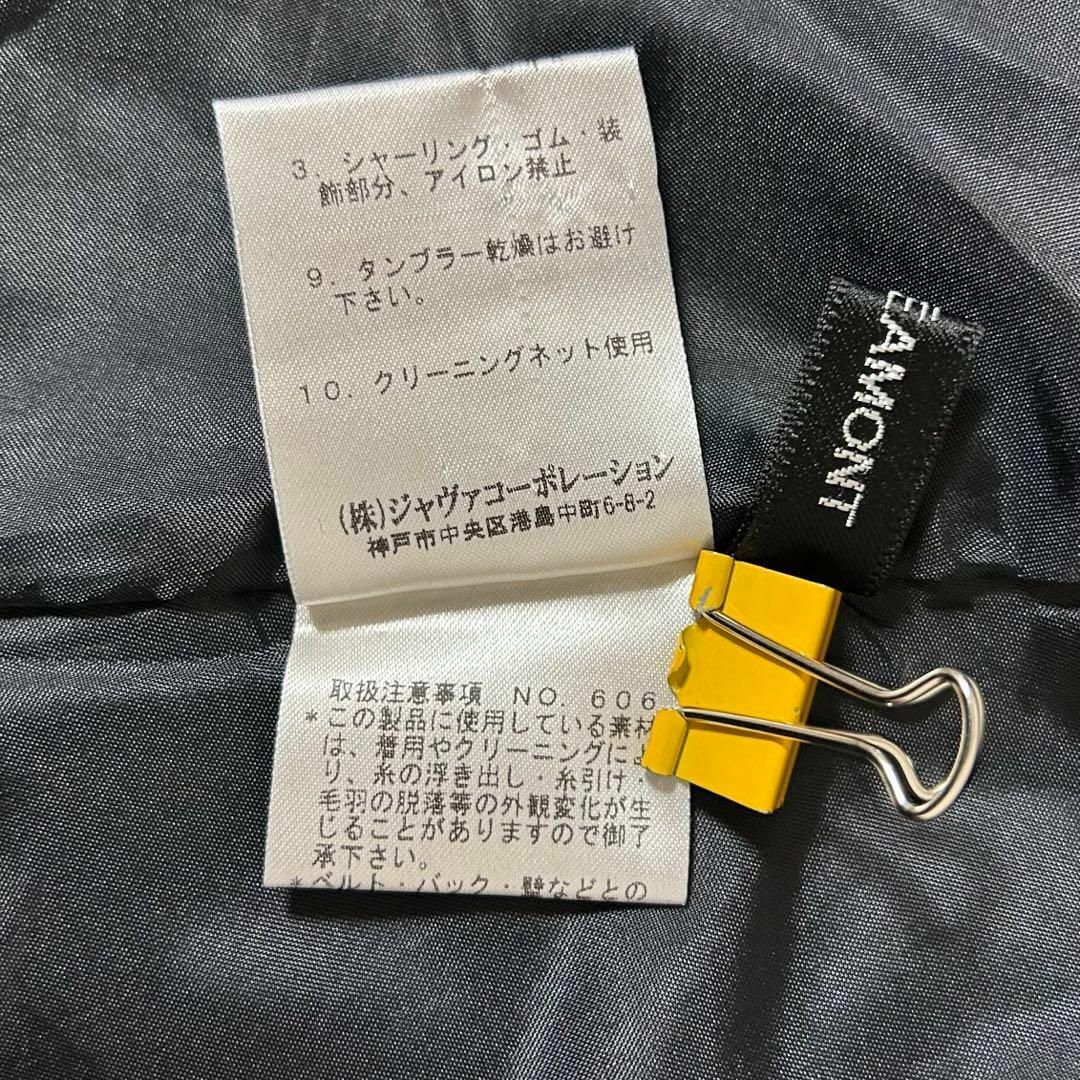 3. シャーリング・ゴム・装
飾部分、アイロン禁止
9. タンブラー乾燥はお避け
下さい。
10. クリーニングネット使用
(株)ジャヴァコーポレーション
神戸市中央区港島中町6-8-2
取扱注意事項 NO. 606
*この製品に使用している素材
は、着用やクリーニングによ
り、糸の浮き出し・糸引け・
毛羽の脱落等の外観変化が生
じることがありますので御了
承下さい。
*ベルト・バック・壁などとの
ÉAMONT